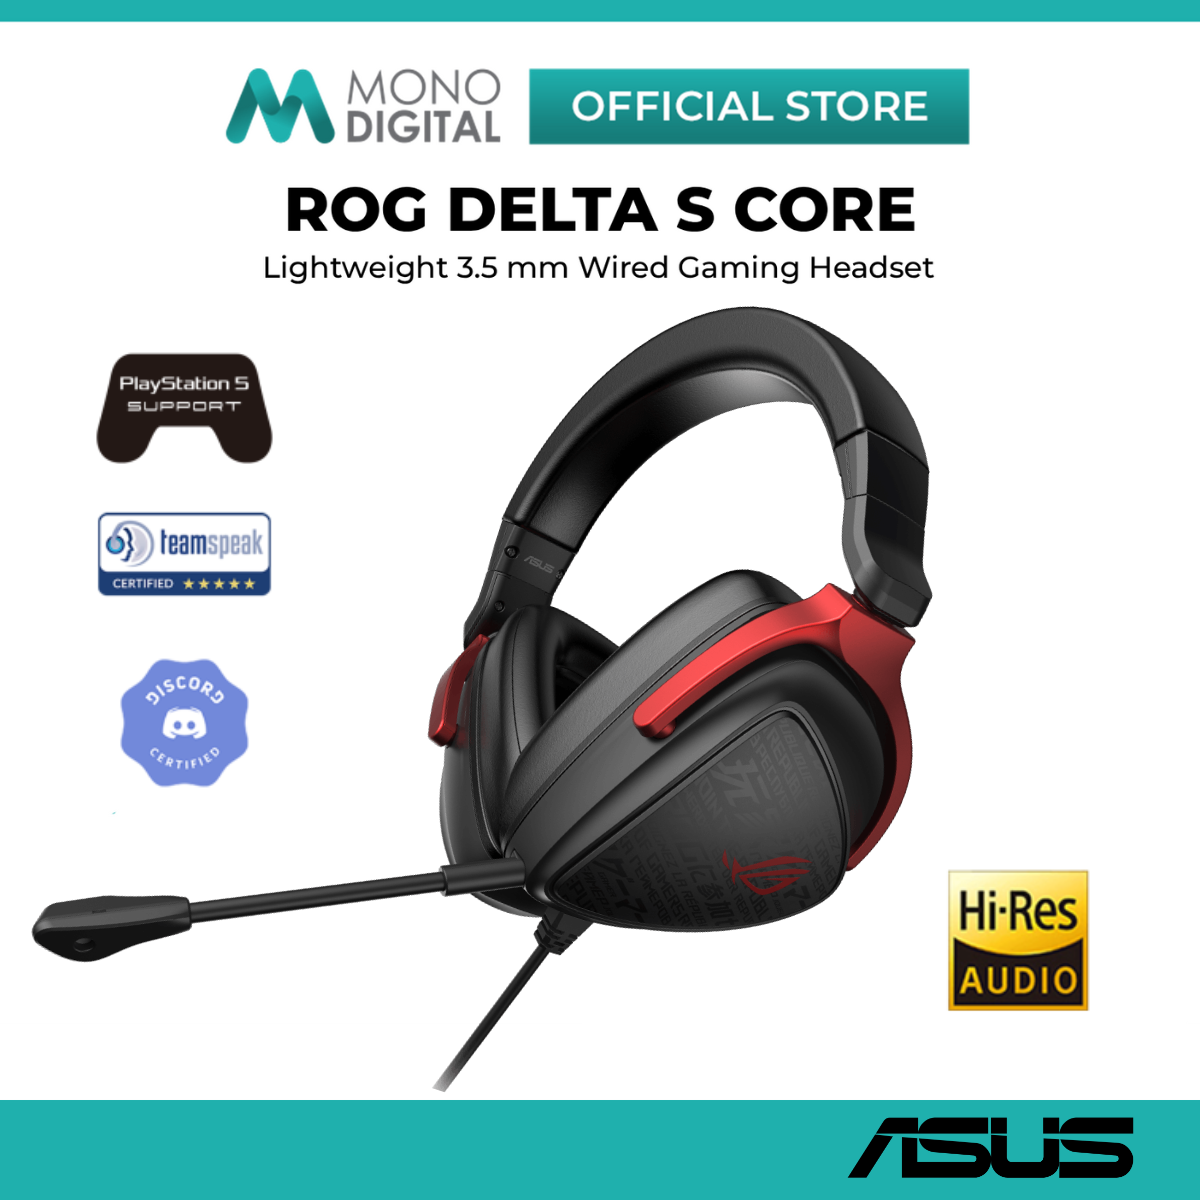 MONO
DIGITAL
OFFICIAL STORE
ROG DELTA S CORE
Lightweight 3.5 mm Wired Gaming Headset
PlayStation 5
SUPPORT
teamspeak
CERTIFIED ★★★★★
DISCORD
CERTIFIED
ASUS
Hi-Res
AUDIO
ASUS